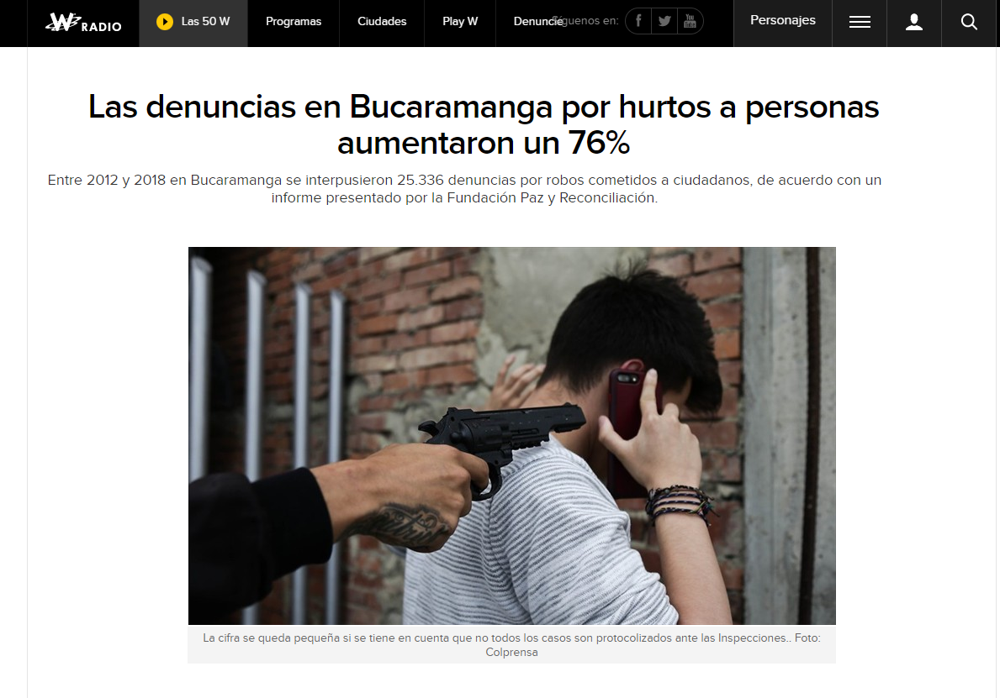 W RADIO
Las 50 W
Programas
Ciudades
Play W
Denuncie
Síguenos en:
You Tube
Personajes
Las denuncias en Bucaramanga por hurtos a personas
aumentaron un 76%
Entre 2012 y 2018 en Bucaramanga se interpusieron 25.336 denuncias por robos cometidos a ciudadanos, de acuerdo con un
informe presentado por la Fundación Paz y Reconciliación.
La cifra se queda pequeña si se tiene en cuenta que no todos los casos son protocolizados ante las Inspecciones.. Foto:
Colprensa